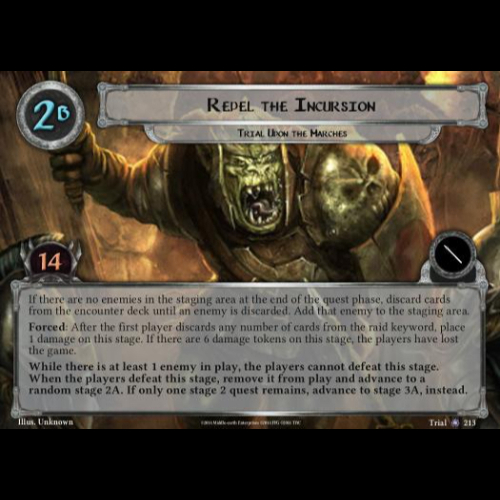 2B
Repel the Incursion
Trial Upon the Marches
14
If there are no enemies in the staging area at the end of the quest phase, discard cards
from the encounter deck until an enemy is discarded. Add that enemy to the staging area.
Forced: After the first player discards any number of cards from the raid keyword, place
1 damage on this stage. If there are 6 damage tokens on this stage, the players have lost
the game.
While there is at least 1 enemy in play, the players cannot defeat this stage.
When the players defeat this stage, remove it from play and advance to a
random stage 2A. If only one stage 2 quest remains, advance to stage 3A, instead.
Illus. Unknown
Trial 213